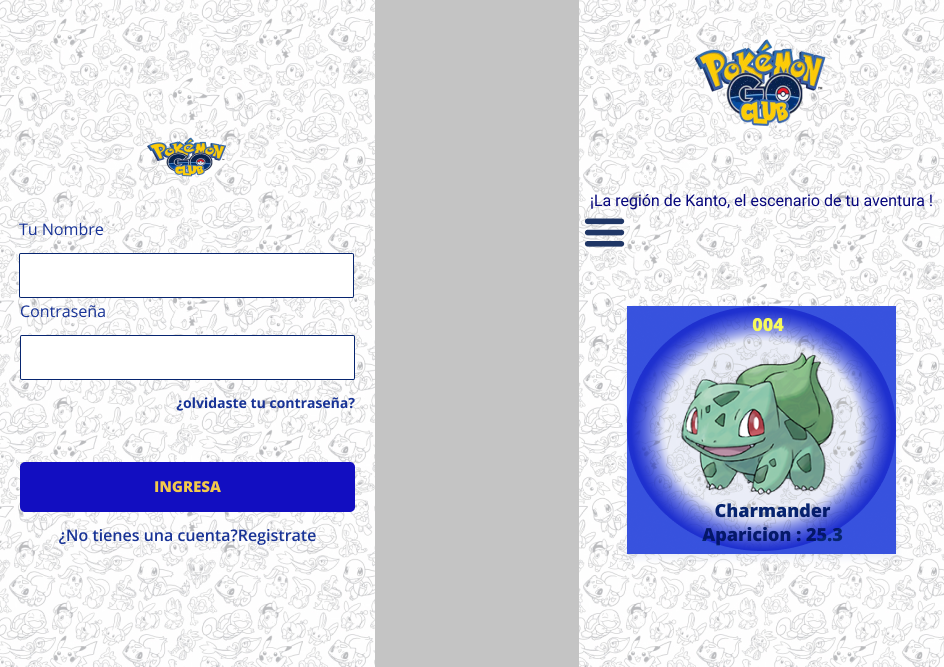 POKÉMON
GO
CLUB
Tu Nombre
Contraseña
¿olvidaste tu contraseña?
INGRESA
¿No tienes una cuenta?Registrate
POKÉMON
GO
CLUB
¡La región de Kanto, el escenario de tu aventura !
004
Charmander
Aparicion : 25.3